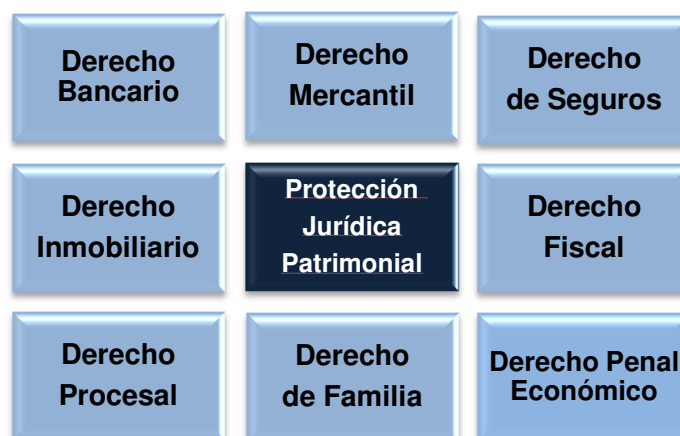 Derecho
Bancario
Derecho
Mercantil
Derecho
de Seguros
Derecho
Inmobiliario
Protección
Jurídica
Patrimonial
Derecho
Fiscal
Derecho
Procesal
Derecho
de Familia
Derecho Penal
Económico